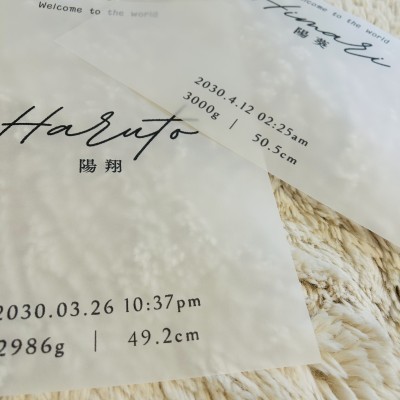 Welcome to the world
Haruto
陽翔
2030.03.26 10:37pm
2986g | 49.2cm
Welcome to the world
Himari
陽葵
2030.4.12 02:25am
3000g | 50.5cm